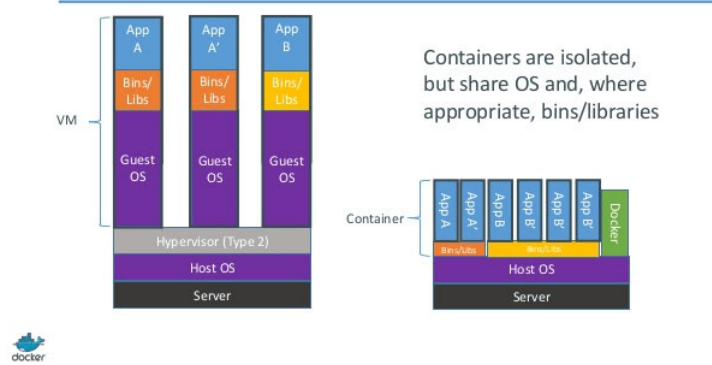 App
A
Bins/
Libs
Guest
OS
App
A’
Bins/
Libs
Guest
OS
App
B
Bins/
Libs
Guest
OS
VM
Hypervisor (Type 2)
Host OS
Server
Containers are isolated,
but share OS and, where
appropriate, bins/libraries
Container
App A
App A’
App B
App B’
App B’
App B’
Docker
Bins/Libs
Bins/Libs
Host OS
Server
docker